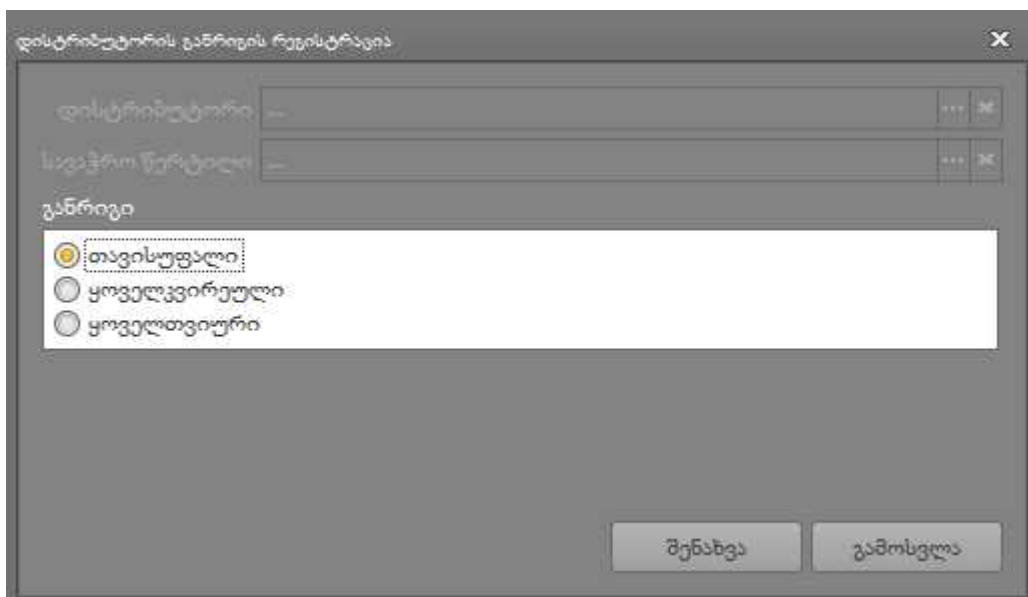 დისტრიბუტორის განრიგის რეგისტრაცია
დისტრიბუტორი ...
სავაჭრო წერტილი ...
განრიგი
თავისუფალი
ყოველკვირეული
ყოველთვიური
შენახვა გამოსვლა